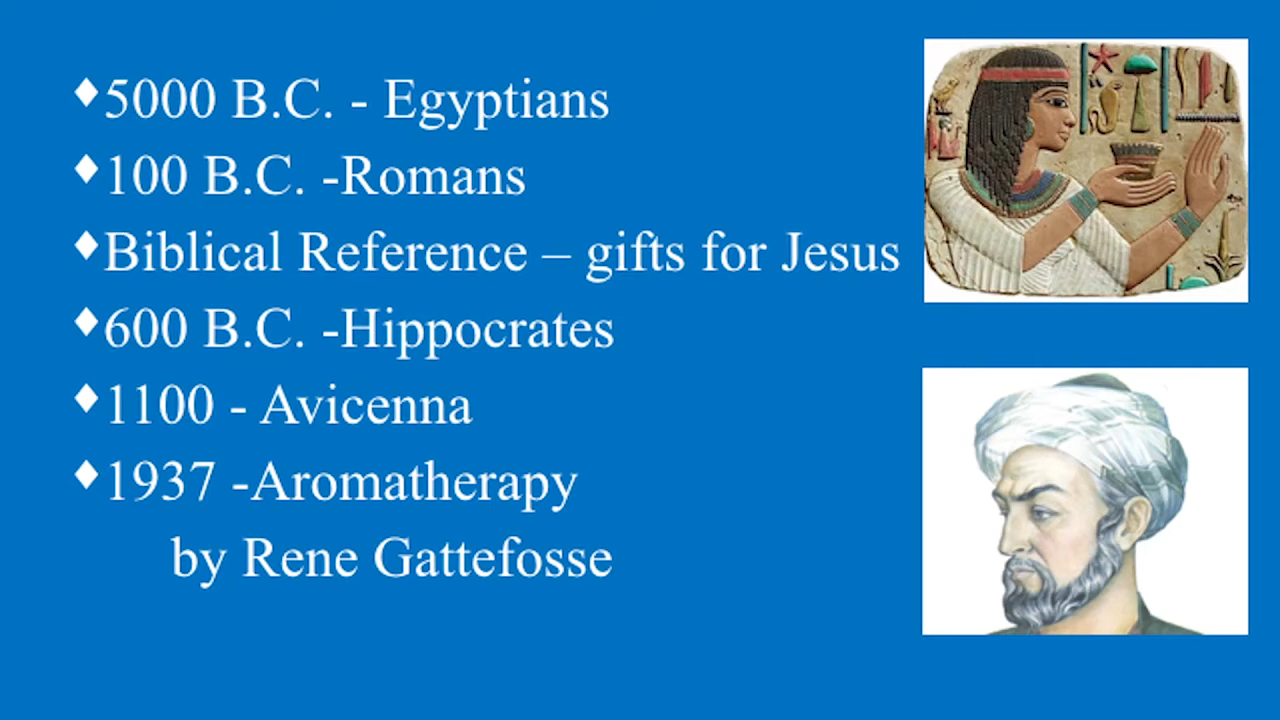 ♦5000 B.C. - Egyptians
♦100 B.C. -Romans
♦Biblical Reference – gifts for Jesus
♦600 B.C. -Hippocrates
♦1100 - Avicenna
♦1937 -Aromatherapy
by Rene Gattefosse